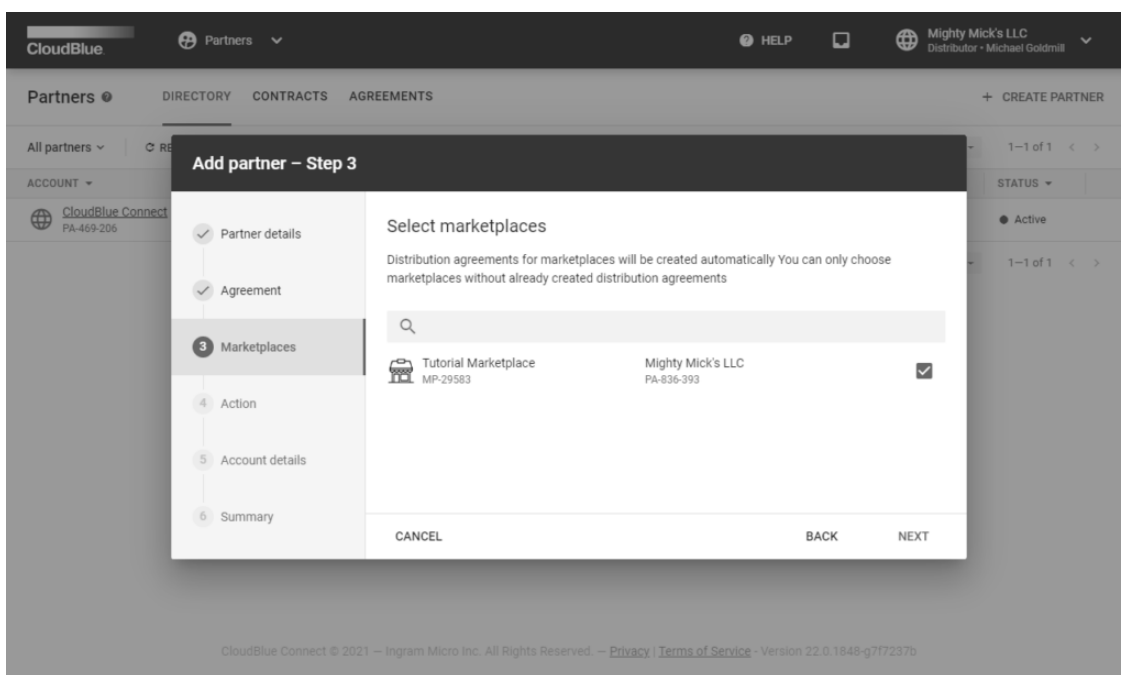 CloudBlue.
Partners
HELP
Mighty Mick's LLC
Distributor • Michael Goldmill
Partners
DIRECTORY
CONTRACTS
AGREEMENTS
+ CREATE PARTNER
All partners
1–1 of 1
ACCOUNT
STATUS
CloudBlue Connect
PA-469-206
Active
1–1 of 1
Add partner – Step 3
Partner details
Agreement
3 Marketplaces
4 Action
5 Account details
6 Summary
Select marketplaces
Distribution agreements for marketplaces will be created automatically You can only choose
marketplaces without already created distribution agreements
Tutorial Marketplace
MP-29583
Mighty Mick's LLC
PA-836-393
CANCEL
BACK
NEXT
CloudBlue Connect © 2021 — Ingram Micro Inc. All Rights Reserved. — Privacy | Terms of Service - Version 22.0.1848-g7f7237b